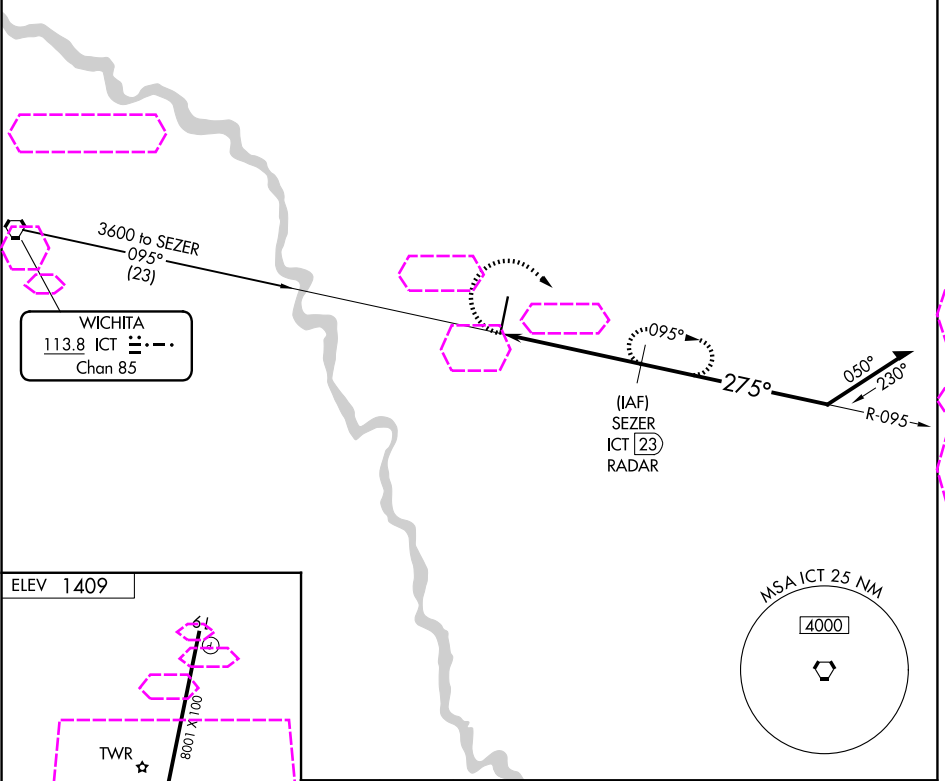 3600 to SEZER
095°
(23)
WICHITA
113.8 ICT
Chan 85
095°
275°
050°
230°
R-095
(IAF)
SEZER
ICT 23
RADAR
ELEV 1409
19
8001 X 100
TWR
MSA ICT 25 NM
4000